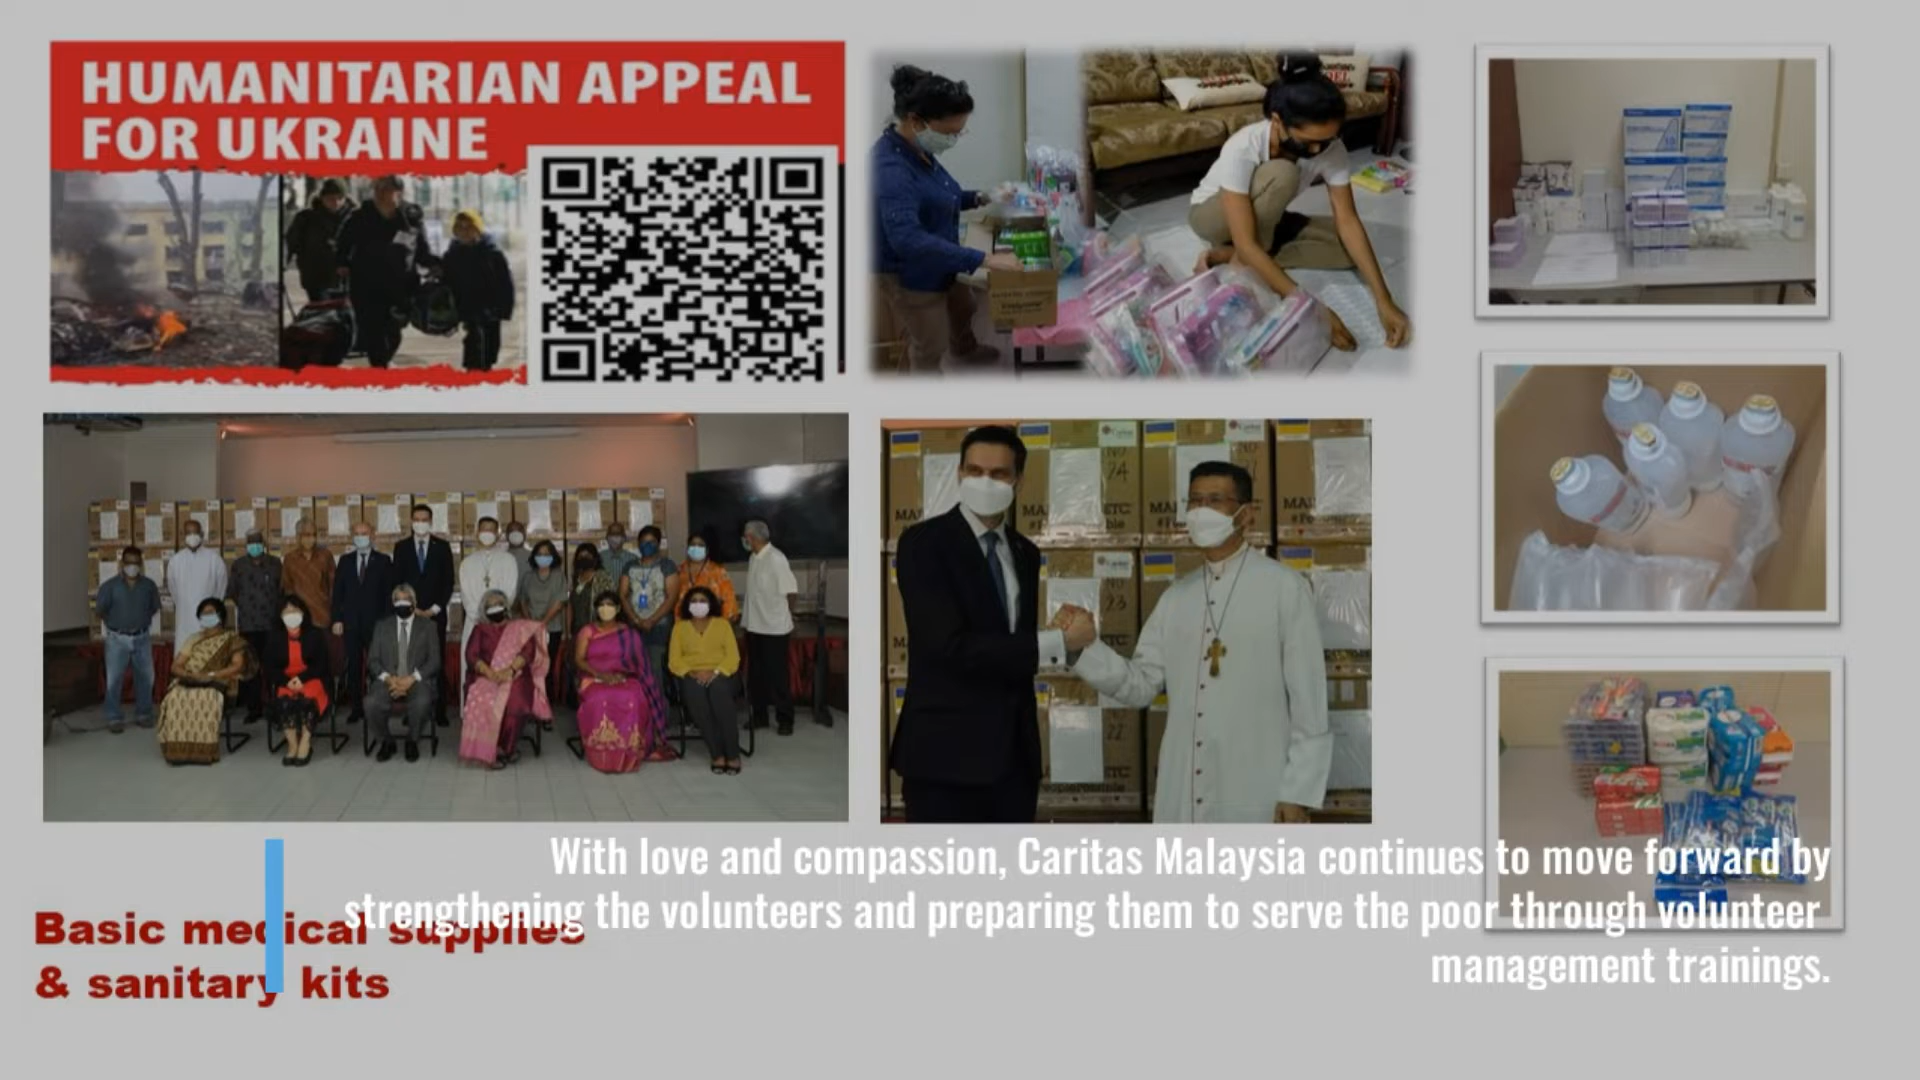 HUMANITARIAN APPEAL
FOR UKRAINE
With love and compassion, Caritas Malaysia continues to move forward by
strengthening the volunteers and preparing them to serve the poor through volunteer
management trainings.
Basic medical supplies
& sanitary kits